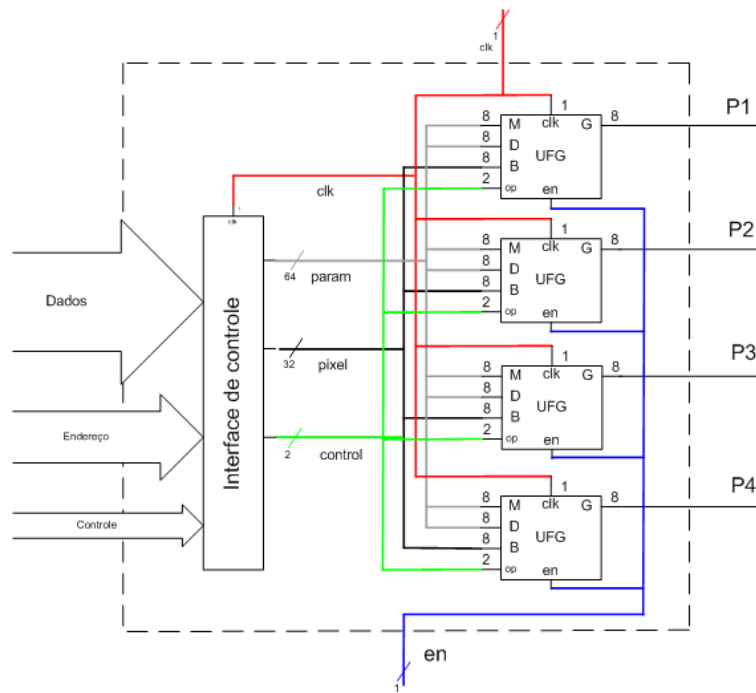 1
clk
1
8 M clk G 8 P1
8 D
UFG
8 B
2 op
en
clk
1
clk
1
8 M clk G 8 P2
8 D
UFG
8 B
2 op
en
64 param
Dados
Interface de controle
32 pixel
1
8 M clk G 8 P3
8 D
UFG
8 B
2 op
en
Endereço
2 control
1
8 M clk G 8 P4
8 D
UFG
8 B
2 op
en
Controle
en
1